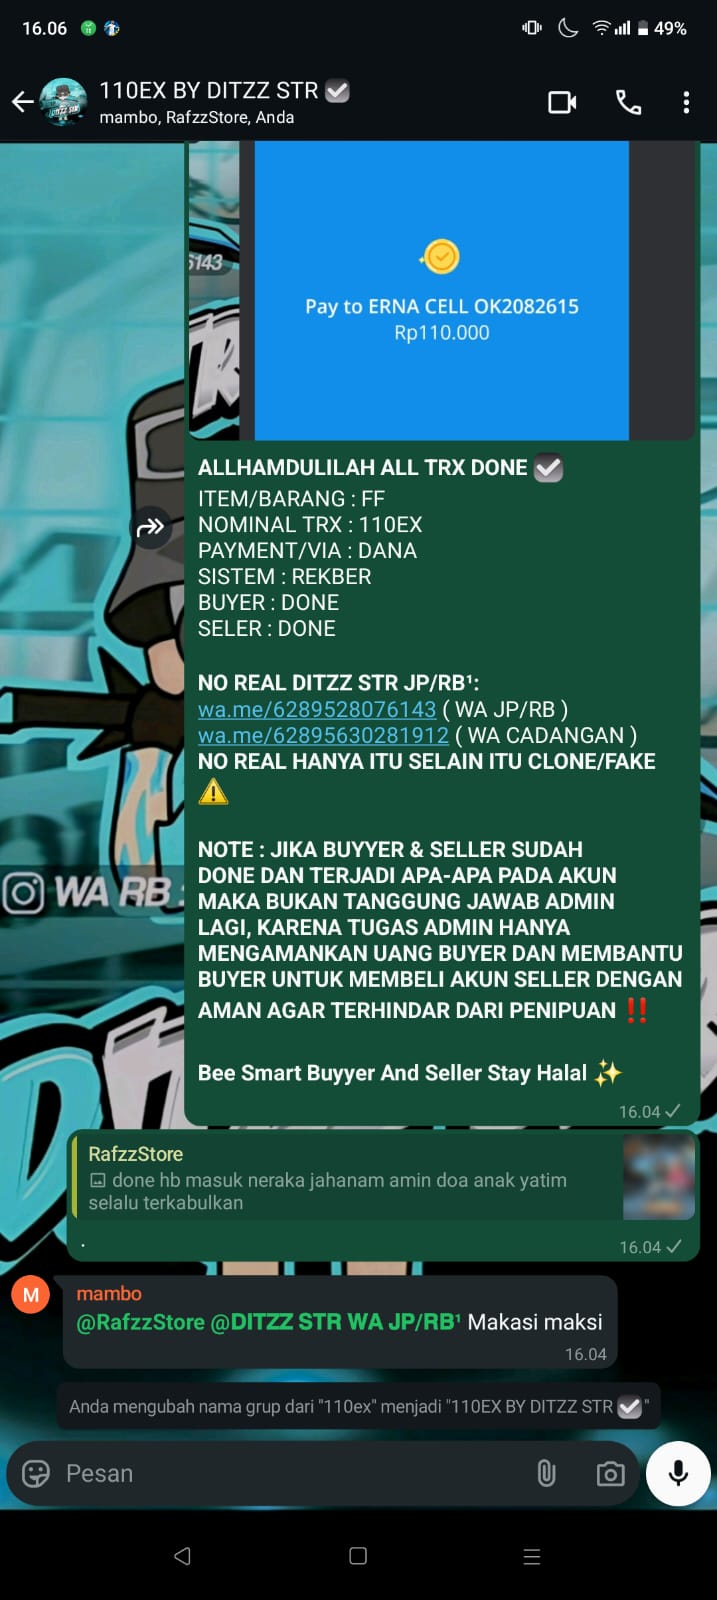 16.06
49%
110EX BY DITZZ STR ☑
mambo, RafzzStore, Anda
6143
Pay to ERNA CELL OK2082615
Rp110.000
ALLHAMDULILAH ALL TRX DONE ☑
ITEM/BARANG : FF
NOMINAL TRX : 110EX
PAYMENT/VIA : DANA
SISTEM : REKBER
BUYER : DONE
SELER : DONE
NO REAL DITZZ STR JP/RB¹:
wa.me/6289528076143 ( WA JP/RB )
wa.me/62895630281912 ( WA CADANGAN )
NO REAL HANYA ITU SELAIN ITU CLONE/FAKE
⚠️
NOTE : JIKA BUYYER & SELLER SUDAH
DONE DAN TERJADI APA-APA PADA AKUN
MAKA BUKAN TANGGUNG JAWAB ADMIN
LAGI, KARENA TUGAS ADMIN HANYA
MENGAMANKAN UANG BUYER DAN MEMBANTU
BUYER UNTUK MEMBELI AKUN SELLER DENGAN
AMAN AGAR TERHINDAR DARI PENIPUAN ‼️
Bee Smart Buyyer And Seller Stay Halal ✨
16.04
WA RB :
RafzzStore
done hb masuk neraka jahanam amin doa anak yatim
selalu terkabulkan
.
16.04
M
mambo
@RafzzStore @DITZZ STR WA JP/RB¹ Makasi maksi
16.04
Anda mengubah nama grup dari "110ex" menjadi "110EX BY DITZZ STR ☑"
Pesan